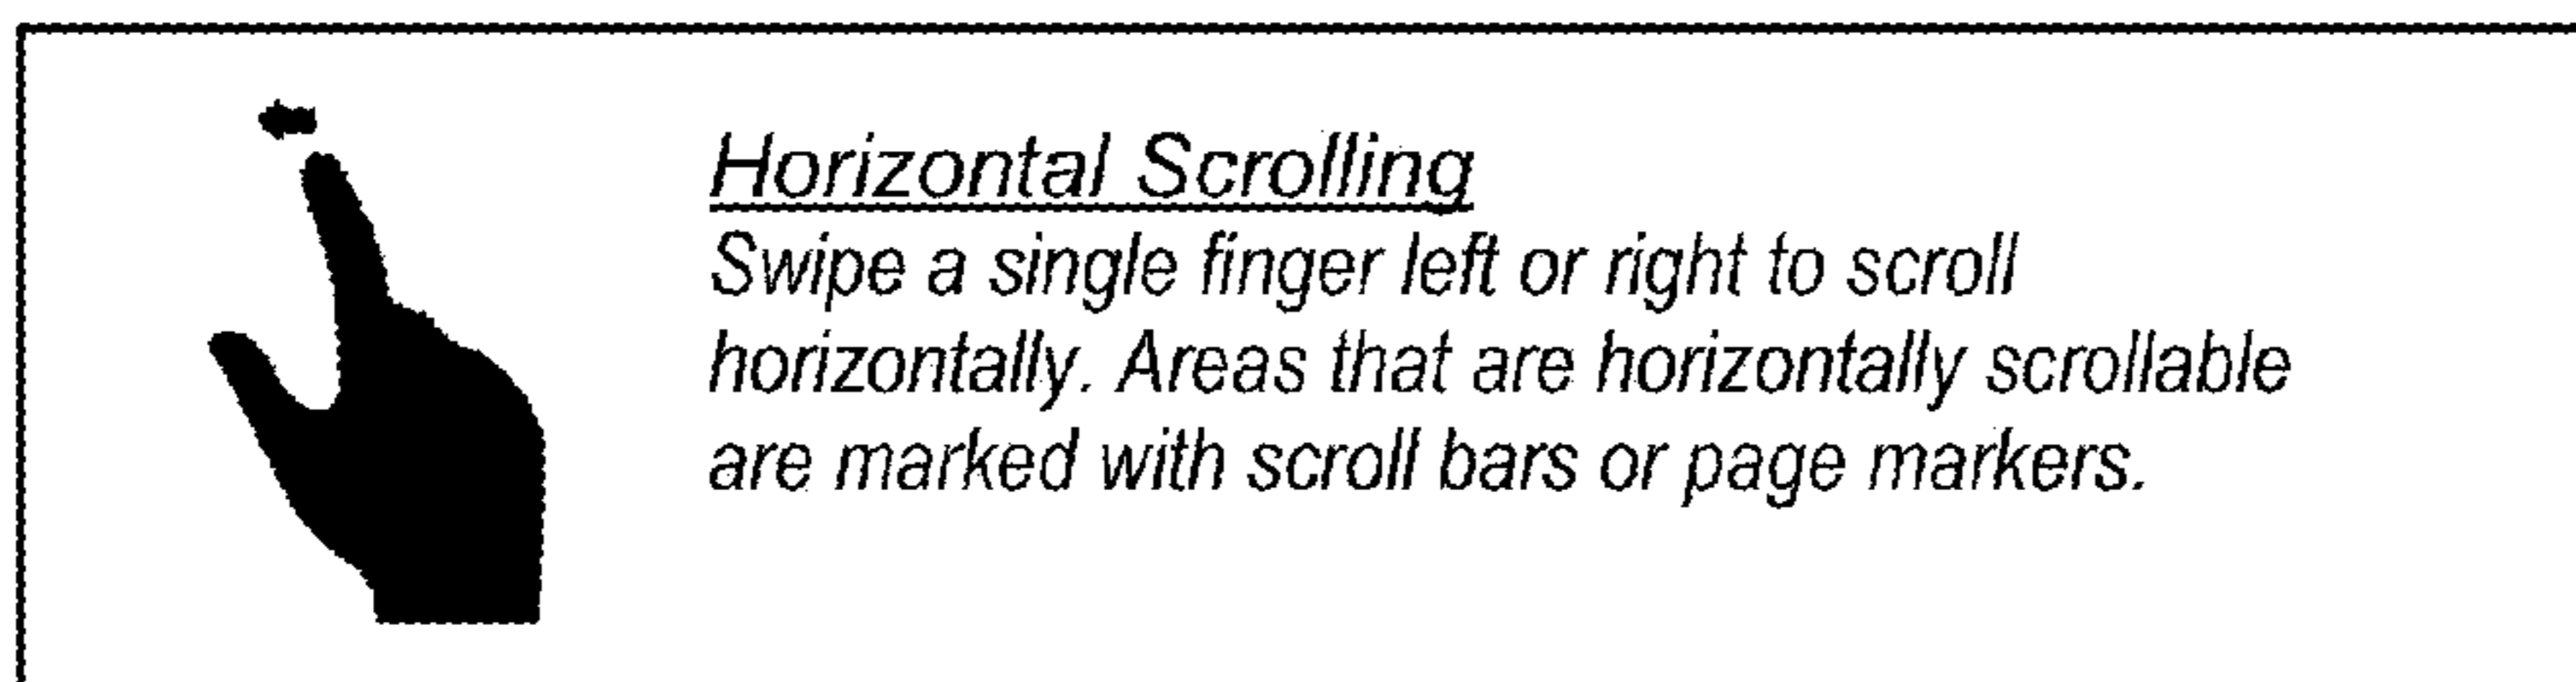 Horizontal Scrolling
Swipe a single finger left or right to scroll
horizontally. Areas that are horizontally scrollable
are marked with scroll bars or page markers.